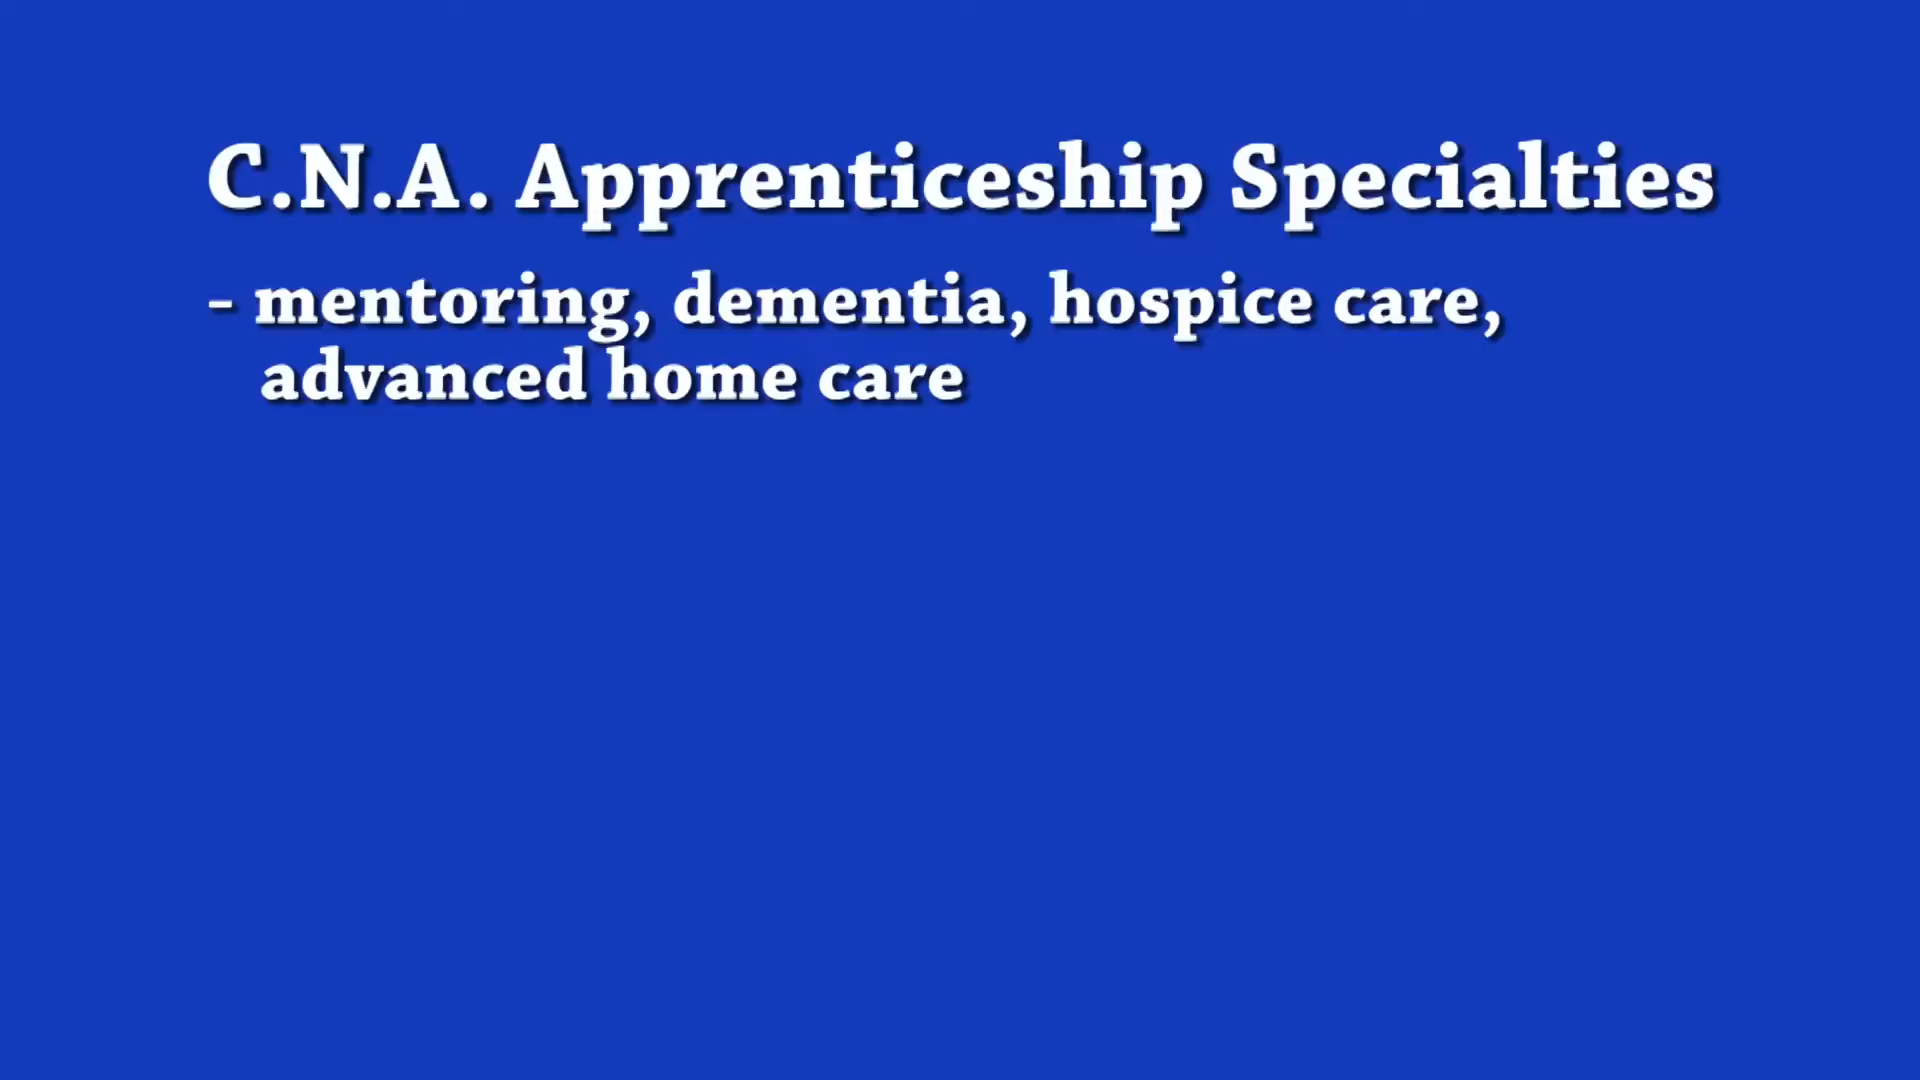 C.N.A. Apprenticeship Specialties
- mentoring, dementia, hospice care,
advanced home care